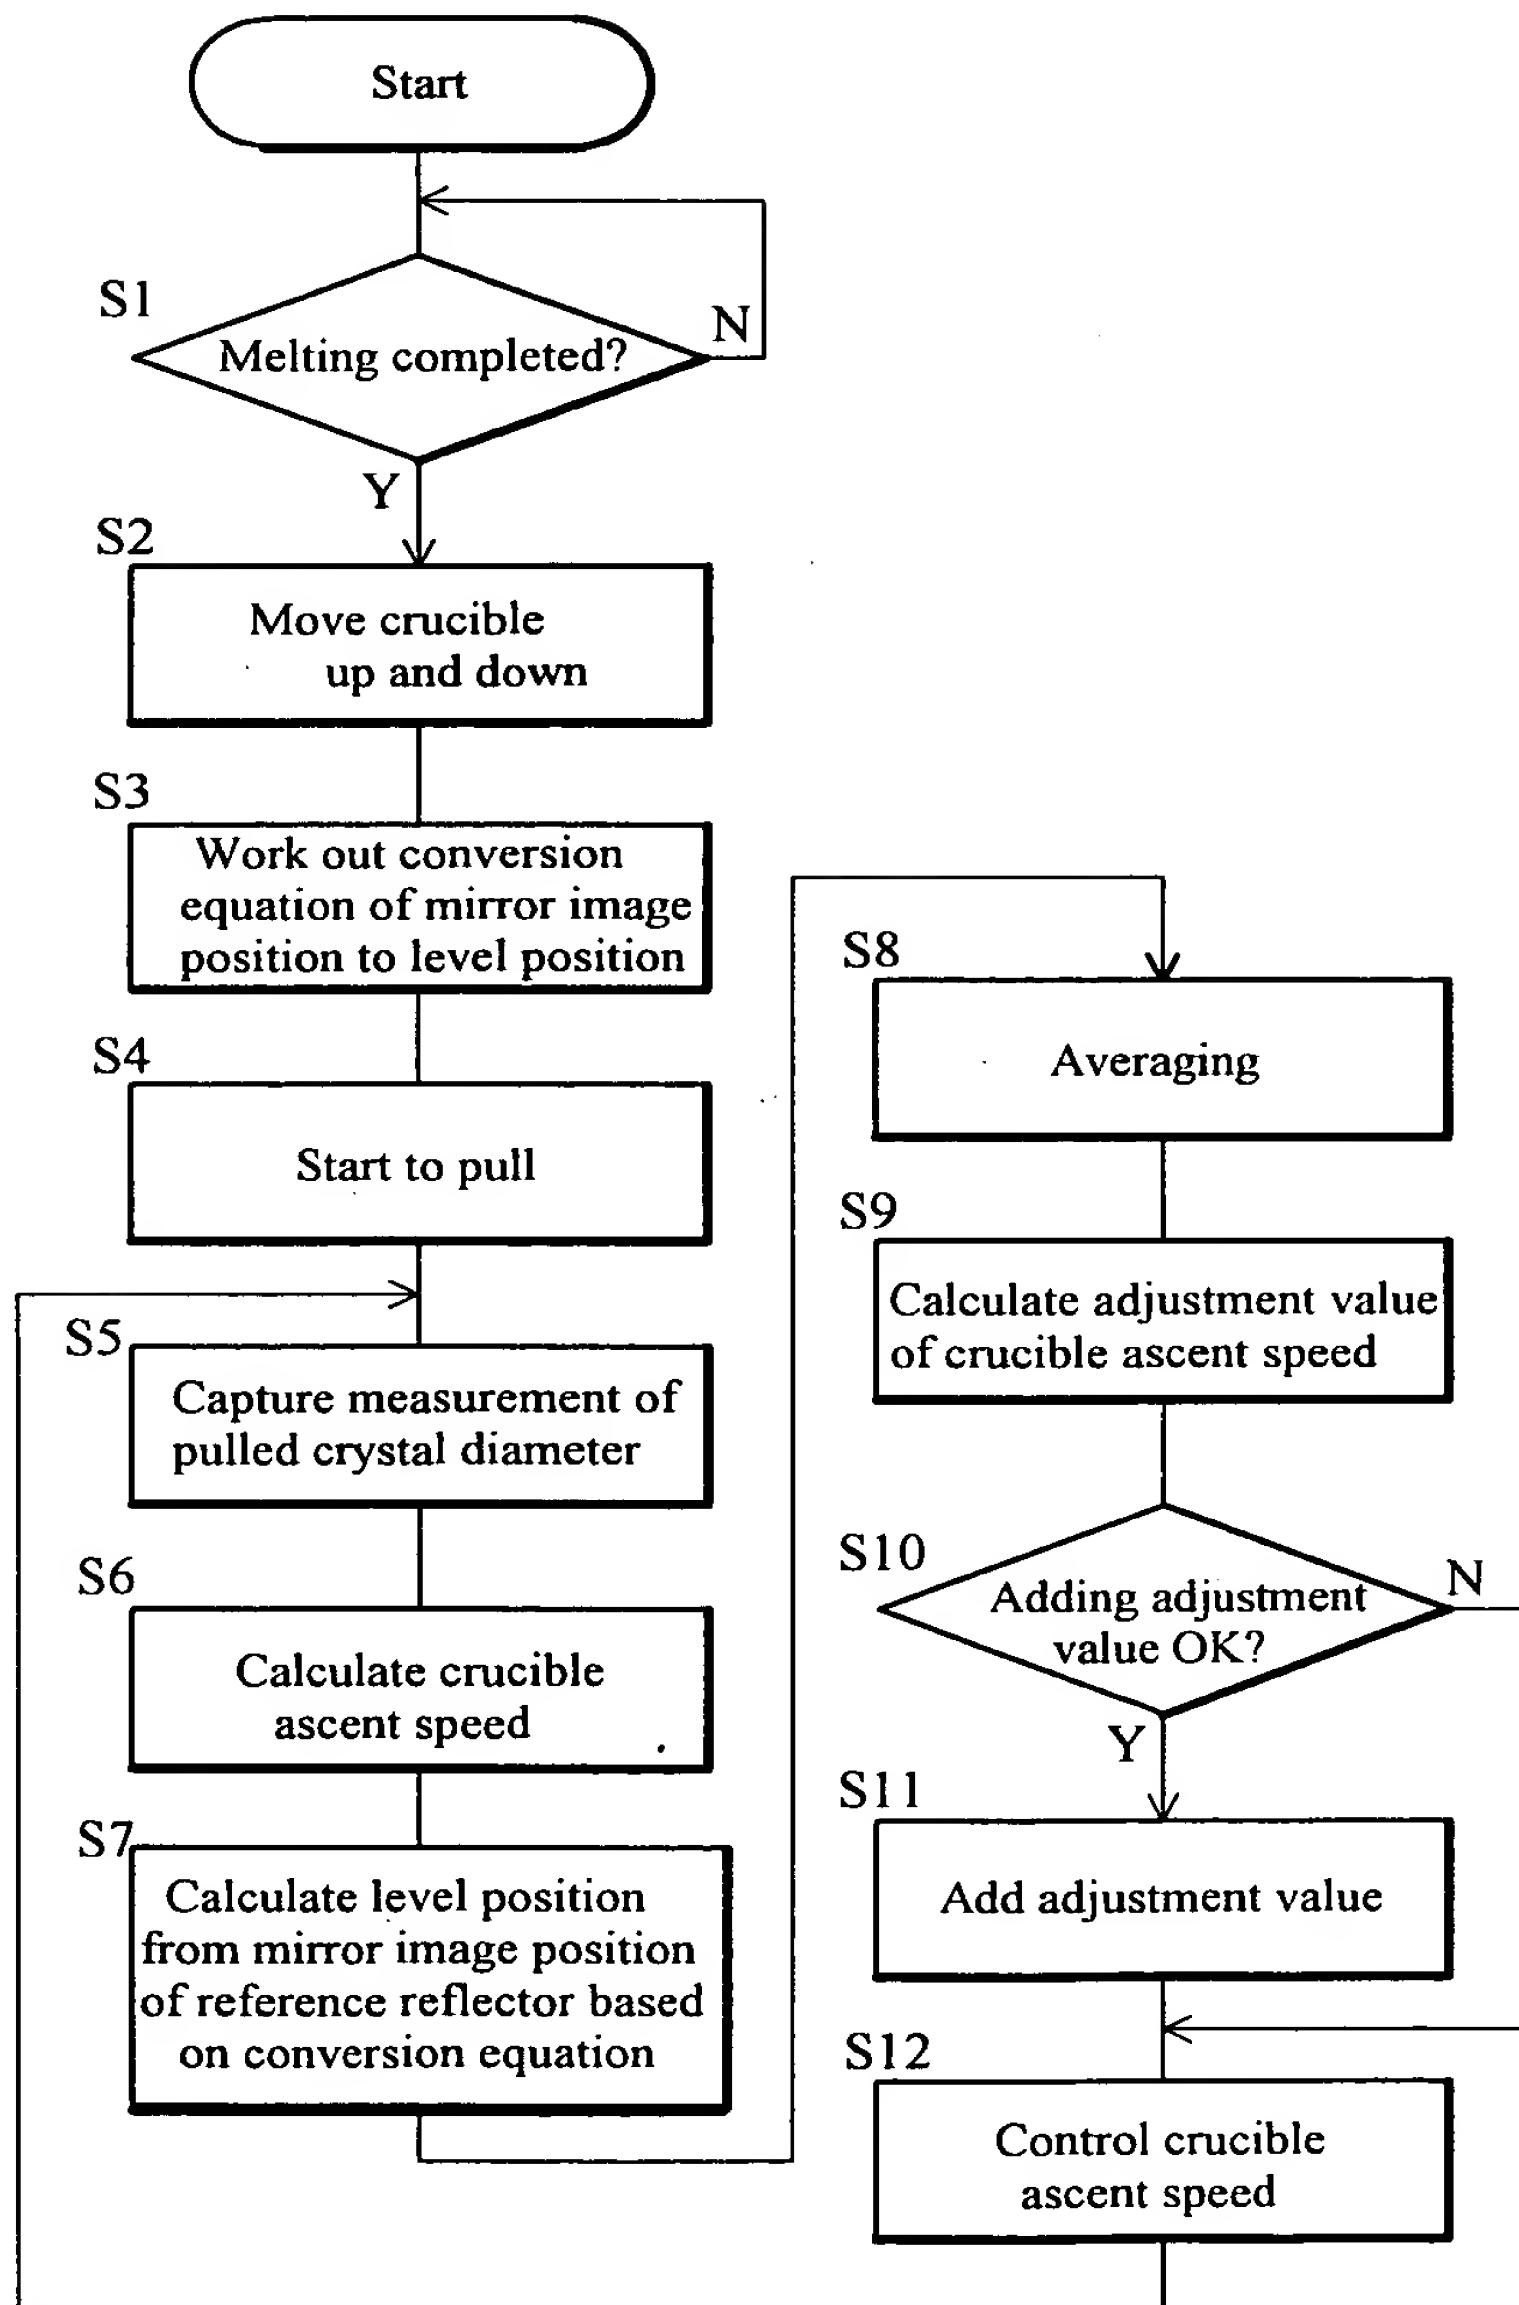 Start
S1
Melting completed?
N
Y
S2
Move crucible
up and down
S3
Work out conversion
equation of mirror image
position to level position
S4
Start to pull
S5
Capture measurement of
pulled crystal diameter
S6
Calculate crucible
ascent speed
S7
Calculate level position
from mirror image position
of reference reflector based
on conversion equation
S8
Averaging
S9
Calculate adjustment value
of crucible ascent speed
S10
Adding adjustment
value OK?
N
Y
S11
Add adjustment value
S12
Control crucible
ascent speed